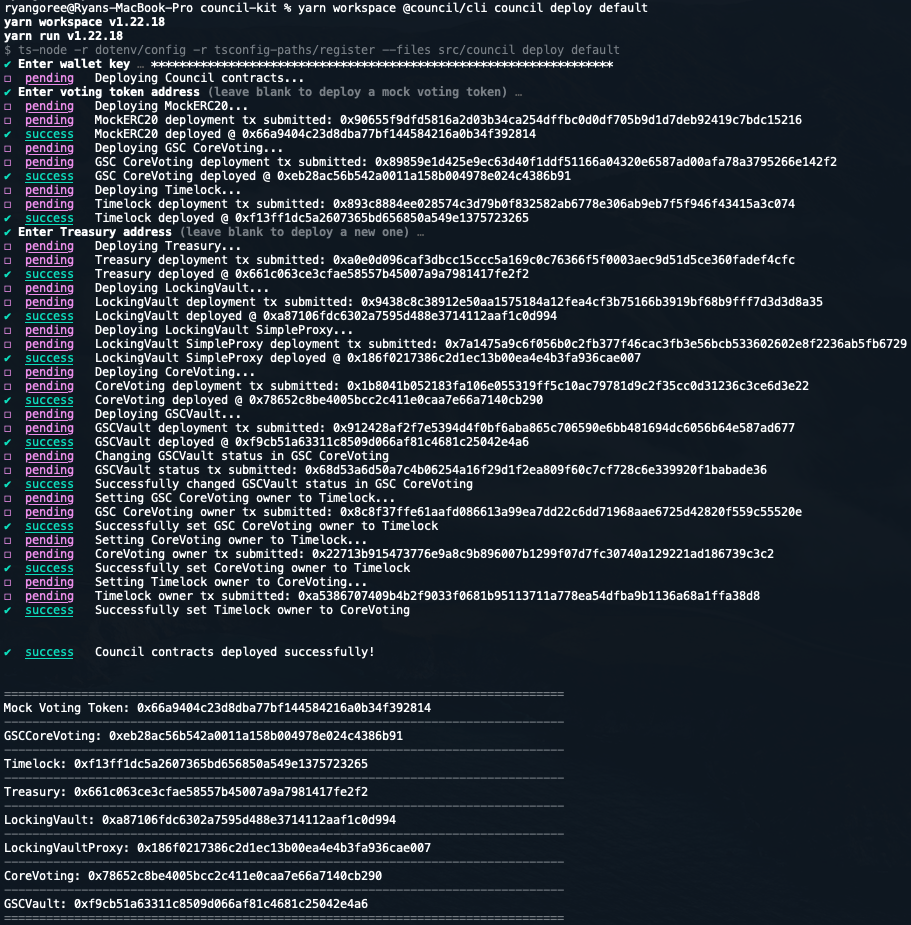 ryangoree@Ryans-MacBook-Pro council-kit % yarn workspace @council/cli council deploy default
yarn workspace v1.22.18
yarn run v1.22.18
$ ts-node -r dotenv/config -r tsconfig-paths/register --files src/council deploy default
✔ Enter wallet key … ******************************************************************
☐ pending Deploying Council contracts...
✔ Enter voting token address (leave blank to deploy a mock voting token) …
☐ pending Deploying MockERC20...
☐ pending MockERC20 deployment tx submitted: 0x90655f9dfd5816a2d03b34ca254dffbc0d0df705b9d1d7deb92419c7bdc15216
✔ success MockERC20 deployed @ 0x66a9404c23d8dba77bf144584216a0b34f392814
☐ pending Deploying GSC CoreVoting...
☐ pending GSC CoreVoting deployment tx submitted: 0x89859e1d425e9ec63d40f1ddf51166a04320e6587ad00afa78a3795266e142f2
✔ success GSC CoreVoting deployed @ 0xeb28ac56b542a0011a158b004978e024c4386b91
☐ pending Deploying Timelock...
☐ pending Timelock deployment tx submitted: 0x893c8884ee028574c3d79b0f832582ab6778e306ab9eb7f5f946f43415a3c074
✔ success Timelock deployed @ 0xf13ff1dc5a2607365bd656850a549e1375723265
✔ Enter Treasury address (leave blank to deploy a new one) …
☐ pending Deploying Treasury...
☐ pending Treasury deployment tx submitted: 0xa0e0d096caf3dbcc15ccc5a169c0c76366f5f0003aec9d51d5ce360fadef4cfc
✔ success Treasury deployed @ 0x661c063ce3cfae58557b45007a9a7981417fe2f2
☐ pending Deploying LockingVault...
☐ pending LockingVault deployment tx submitted: 0x9438c8c38912e50aa1575184a12fea4cf3b75166b3919bf68b9fff7d3d3d8a35
✔ success LockingVault deployed @ 0xa87106fdc6302a7595d488e3714112aaf1c0d994
☐ pending Deploying LockingVault SimpleProxy...
☐ pending LockingVault SimpleProxy deployment tx submitted: 0x7a1475a9c6f056b0c2fb377f46cac3fb3e56bcb533602602e8f2236ab5fb6729
✔ success LockingVault SimpleProxy deployed @ 0x186f0217386c2d1ec13b00ea4e4b3fa936cae007
☐ pending Deploying CoreVoting...
☐ pending CoreVoting deployment tx submitted: 0x1b8041b052183fa106e055319ff5c10ac79781d9c2f35cc0d31236c3ce6d3e22
✔ success CoreVoting deployed @ 0x78652c8be4005bcc2c411e0caa7e66a7140cb290
☐ pending Deploying GSCVault...
☐ pending GSCVault deployment tx submitted: 0x912428af2f7e5394d4f0bf6aba865c706590e6bb481694dc6056b64e587ad677
✔ success GSCVault deployed @ 0xf9cb51a63311c8509d066af81c4681c25042e4a6
☐ pending Changing GSCVault status in GSC CoreVoting
☐ pending GSCVault status tx submitted: 0x68d53a6d50a7c4b06254a16f29d1f2ea809f60c7cf728c6e339920f1babade36
✔ success Successfully changed GSCVault status in GSC CoreVoting
☐ pending Setting GSC CoreVoting owner to Timelock...
☐ pending GSC CoreVoting owner tx submitted: 0x8c8f37ffe61aafd086613a99ea7dd22c6dd71968aae6725d42820f559c55520e
✔ success Successfully set GSC CoreVoting owner to Timelock
☐ pending Setting CoreVoting owner to Timelock...
☐ pending CoreVoting owner tx submitted: 0x22713b915473776e9a8c9b896007b1299f07d7fc30740a129221ad186739c3c2
✔ success Successfully set CoreVoting owner to Timelock
☐ pending Setting Timelock owner to CoreVoting...
☐ pending Timelock owner tx submitted: 0xa5386707409b4b2f9033f0681b95113711a778ea54dfba9b1136a68a1ffa38d8
✔ success Successfully set Timelock owner to CoreVoting
✔ success Council contracts deployed successfully!
Mock Voting Token: 0x66a9404c23d8dba77bf144584216a0b34f392814
GSCCoreVoting: 0xeb28ac56b542a0011a158b004978e024c4386b91
Timelock: 0xf13ff1dc5a2607365bd656850a549e1375723265
Treasury: 0x661c063ce3cfae58557b45007a9a7981417fe2f2
LockingVault: 0xa87106fdc6302a7595d488e3714112aaf1c0d994
LockingVaultProxy: 0x186f0217386c2d1ec13b00ea4e4b3fa936cae007
CoreVoting: 0x78652c8be4005bcc2c411e0caa7e66a7140cb290
GSCVault: 0xf9cb51a63311c8509d066af81c4681c25042e4a6